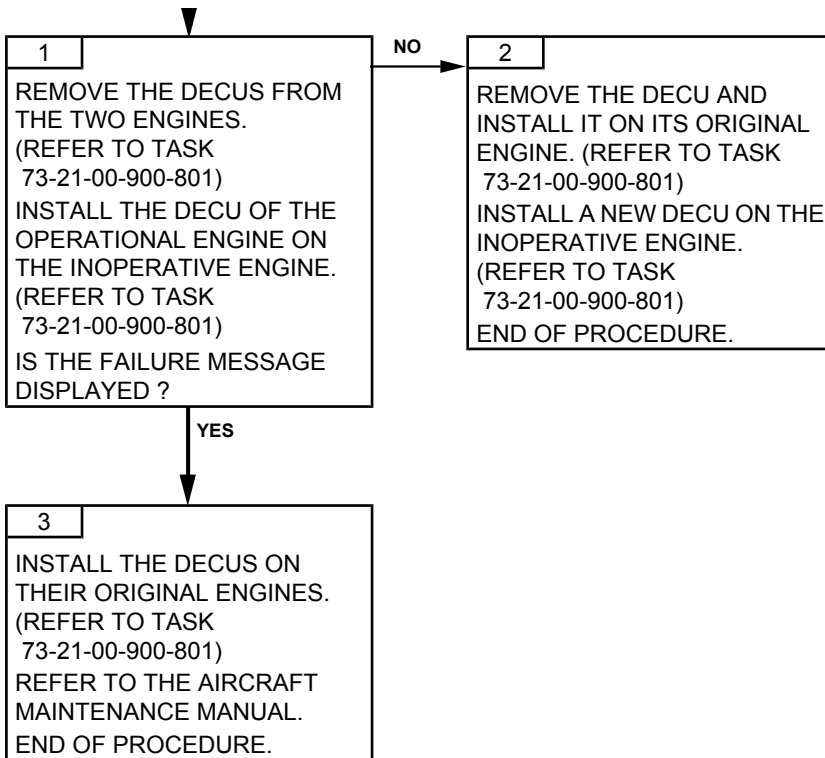 1
REMOVE THE DECUS FROM
THE TWO ENGINES.
(REFER TO TASK
73-21-00-900-801)
INSTALL THE DECU OF THE
OPERATIONAL ENGINE ON
THE INOPERATIVE ENGINE.
(REFER TO TASK
73-21-00-900-801)
IS THE FAILURE MESSAGE
DISPLAYED ?
NO
2
REMOVE THE DECU AND
INSTALL IT ON ITS ORIGINAL
ENGINE. (REFER TO TASK
73-21-00-900-801)
INSTALL A NEW DECU ON THE
INOPERATIVE ENGINE.
(REFER TO TASK
73-21-00-900-801)
END OF PROCEDURE.
YES
3
INSTALL THE DECUS ON
THEIR ORIGINAL ENGINES.
(REFER TO TASK
73-21-00-900-801)
REFER TO THE AIRCRAFT
MAINTENANCE MANUAL.
END OF PROCEDURE.